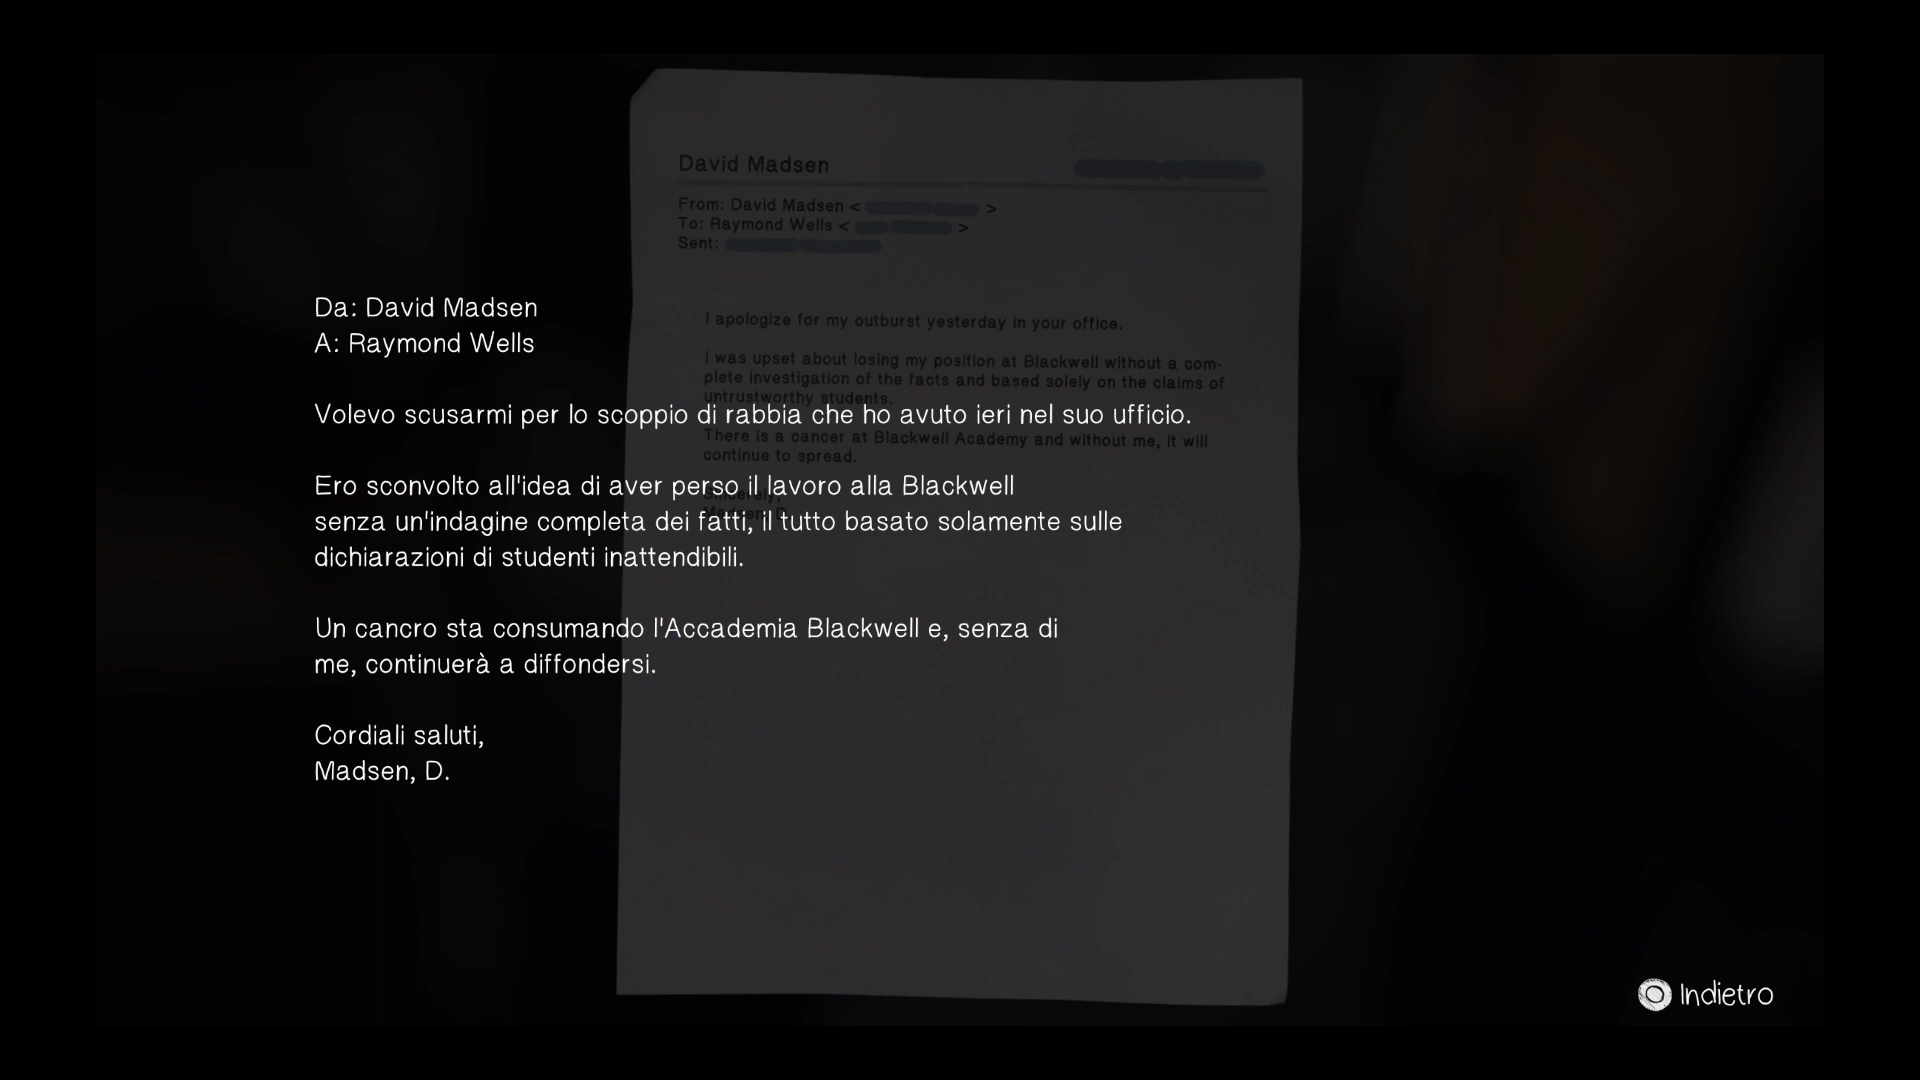 David Madsen
From: David Madsen < >
To: Raymond Wells < >
Sent:
I apologize for my outburst yesterday in your office.
I was upset about losing my position at Blackwell without a com-
plete investigation of the facts and based solely on the claims of
untrustworthy students.
There is a cancer at Blackwell Academy and without me, it will
continue to spread.
Sincerely,
Madsen, D.
Da: David Madsen
A: Raymond Wells
Volevo scusarmi per lo scoppio di rabbia che ho avuto ieri nel suo ufficio.
Ero sconvolto all'idea di aver perso il lavoro alla Blackwell
senza un'indagine completa dei fatti, il tutto basato solamente sulle
dichiarazioni di studenti inattendibili.
Un cancro sta consumando l'Accademia Blackwell e, senza di
me, continuerà a diffondersi.
Cordiali saluti,
Madsen, D.
Indietro